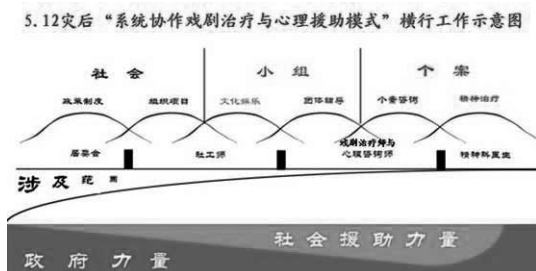 5.12灾后“系统协作戏剧治疗与心理援助模式”横行工作示意图
社会 小组 个案
政策制度 组织项目 文化娱乐 团体辅导 个案咨询 精神治疗
居委会 社工师 戏剧治疗师与心理咨询师 精神科医生
涉及范围
社会援助力量
政府力量